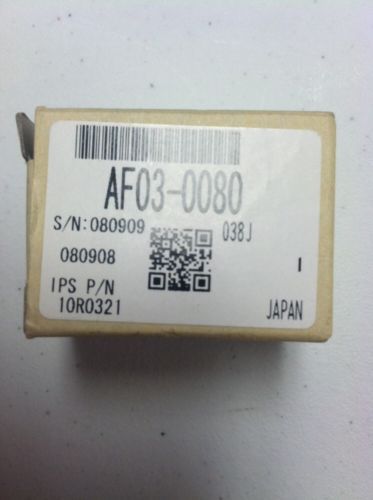 AF03-0080
S/N:080909 038J
080908
I
IPS P/N
10R0321
JAPAN